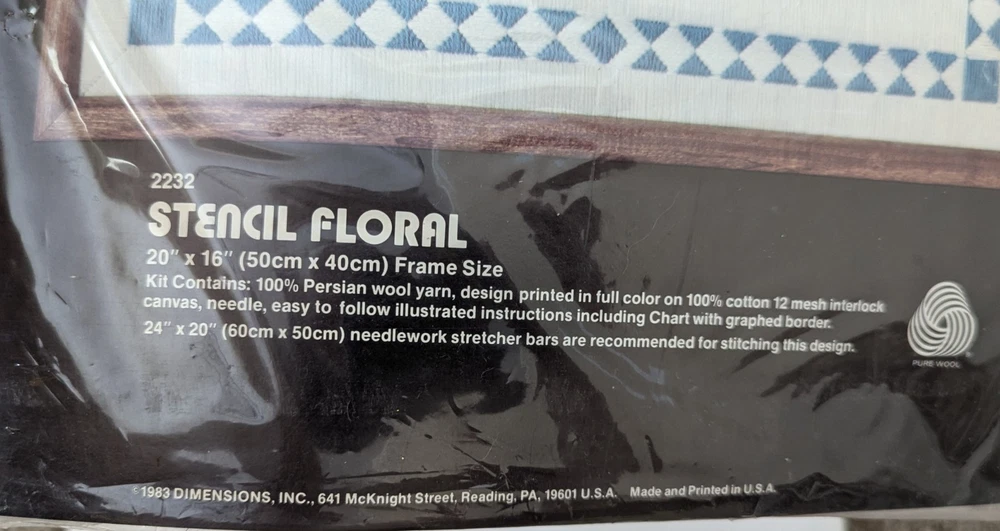 2232
STENCIL FLORAL
20" x 16" (50cm x 40cm) Frame Size
Kit Contains: 100% Persian wool yarn, design printed in full color on 100% cotton 12 mesh interlock
canvas, needle, easy to follow illustrated instructions including Chart with graphed border.
24" x 20" (60cm x 50cm) needlework stretcher bars are recommended for stitching this design.
PURE WOOL
©1983 DIMENSIONS, INC., 641 McKnight Street, Reading, PA, 19601 U.S.A. Made and Printed in U.S.A.